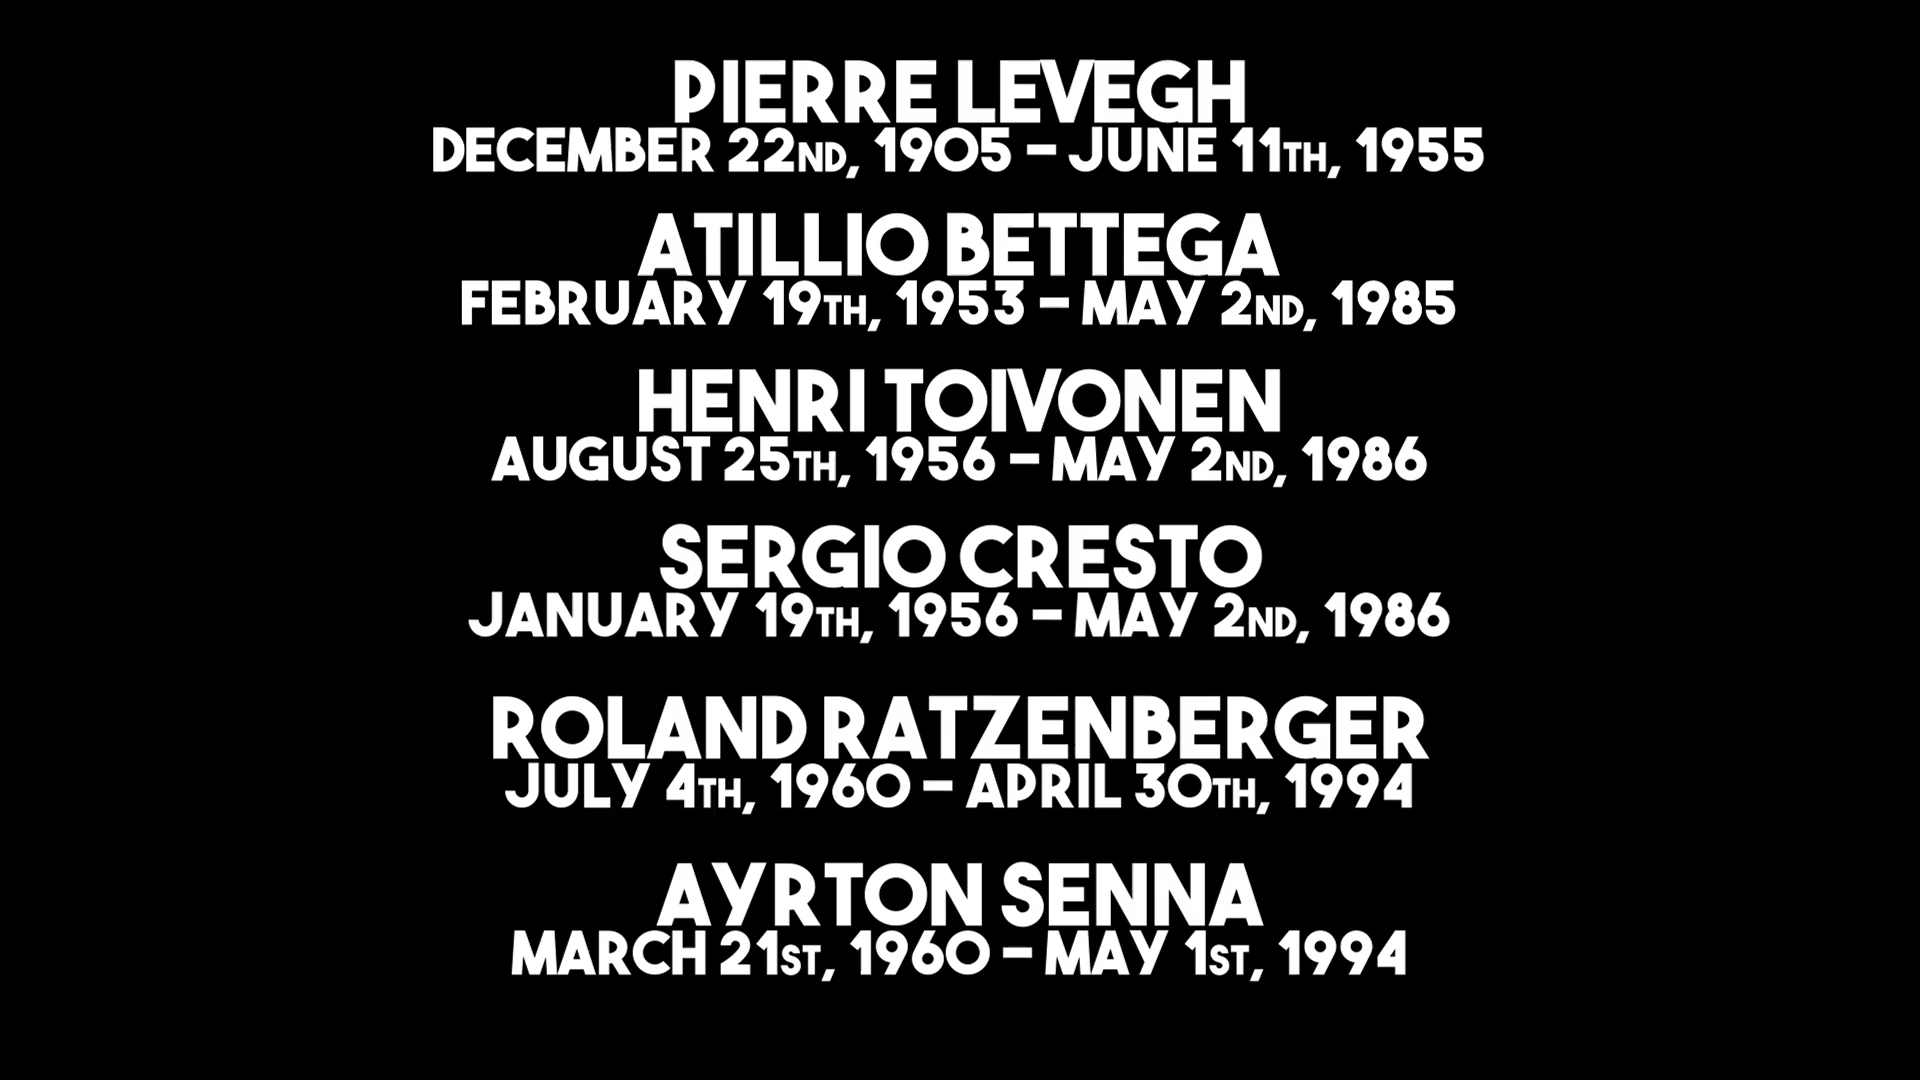 PIERRE LEVEGH
DECEMBER 22ND, 1905 – JUNE 11TH, 1955
ATILLIO BETTEGA
FEBRUARY 19TH, 1953 – MAY 2ND, 1985
HENRI TOIVONEN
AUGUST 25TH, 1956 – MAY 2ND, 1986
SERGIO CRESTO
JANUARY 19TH, 1956 – MAY 2ND, 1986
ROLAND RATZENBERGER
JULY 4TH, 1960 – APRIL 30TH, 1994
AYRTON SENNA
MARCH 21ST, 1960 – MAY 1ST, 1994